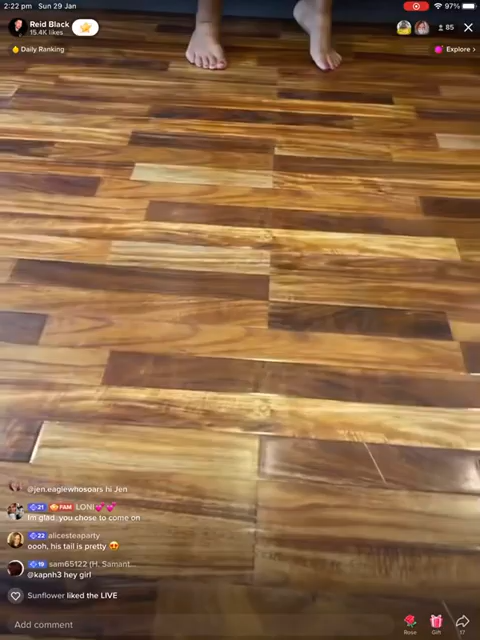 2:22 pm Sun 29 Jan
97%
Reid Black
15.4K likes
85
Daily Ranking
Explore >
@jen.eaglewhosoars hi Jen
21 FAM LONI💕
Im glad you chose to come on
22 alicesteaparty
oooh, his tail is pretty 😍
19 sam65122 (H, Samant
@kapnh3 hey girl
Sunflower liked the LIVE
Add comment
Rose
Gift
17